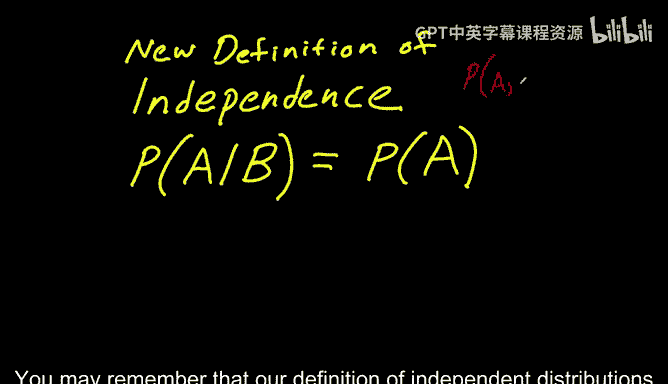 GPT中英字幕课程资源 bilibili
New Definition of
Independence
P(A,
P(A/B) = P(A)
You may remember that our definition of independent distributions